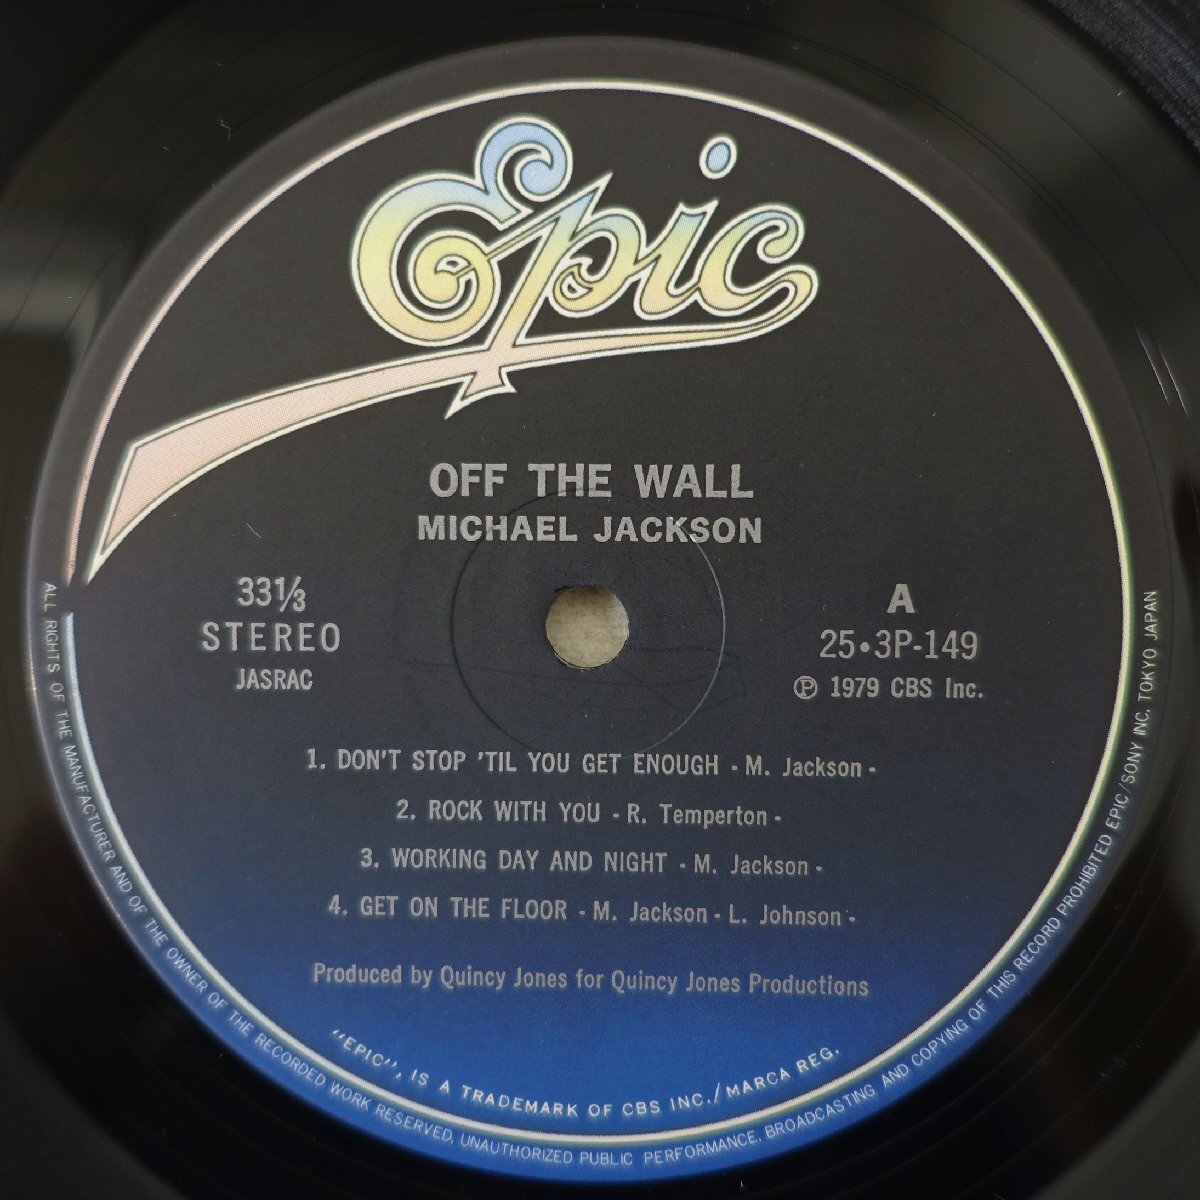 Epic
OFF THE WALL
MICHAEL JACKSON
33⅓
STEREO
JASRAC
A
25•3P-149
Ⓟ 1979 CBS Inc.
1. DON'T STOP 'TIL YOU GET ENOUGH - M. Jackson -
2. ROCK WITH YOU - R. Temperton -
3. WORKING DAY AND NIGHT - M. Jackson -
4. GET ON THE FLOOR - M. Jackson - L. Johnson -
Produced by Quincy Jones for Quincy Jones Productions
"EPIC", IS A TRADEMARK OF CBS INC./MARCA REG.
ALL RIGHTS OF THE MANUFACTURER AND OF THE OWNER OF THE RECORDED WORK RESERVED, UNAUTHORIZED PUBLIC PERFORMANCE, BROADCASTING AND COPYING OF THIS RECORD PROHIBITED EPIC/SONY INC, TOKYO JAPAN